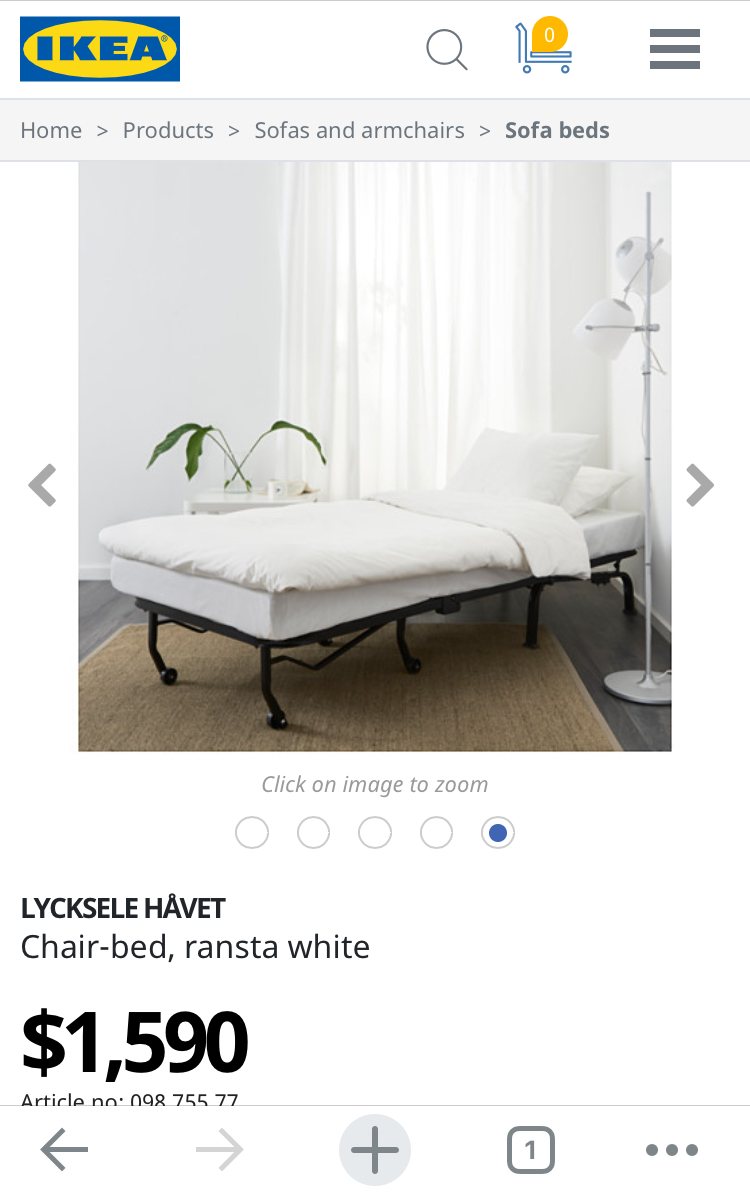 IKEA®
0
Home > Products > Sofas and armchairs > Sofa beds
Click on image to zoom
LYCKSELE HÅVET
Chair-bed, ransta white
$1,590
Article no: 098.755.77
1